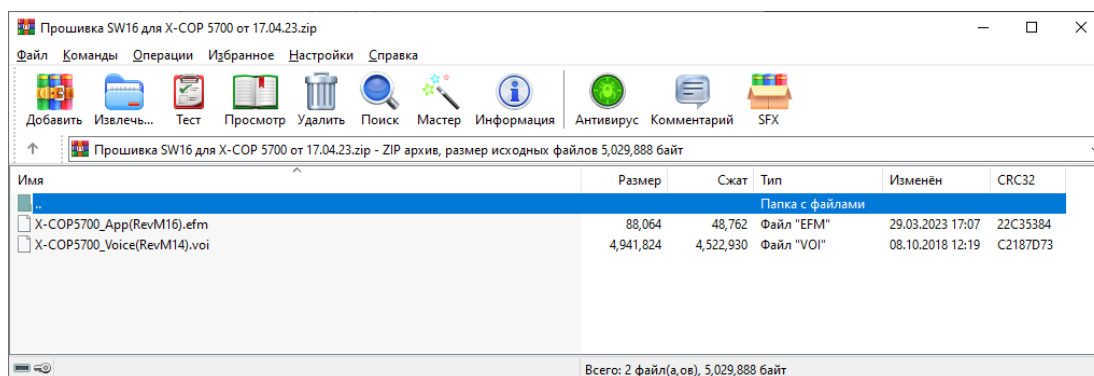 Прошивка SW16 для X-COP 5700 от 17.04.23.zip
Файл Команды Операции Избранное Настройки Справка
Добавить Извлечь... Тест Просмотр Удалить Поиск Мастер Информация Антивирус Комментарий SFX
Прошивка SW16 для X-COP 5700 от 17.04.23.zip - ZIP архив, размер исходных файлов 5,029,888 байт
Имя Размер Сжат Тип Изменён CRC32
.. Папка с файлами
X-COP5700_App(RevM16).efm 88,064 48,762 Файл "EFM" 29.03.2023 17:07 22C35384
X-COP5700_Voice(RevM14).voi 4,941,824 4,522,930 Файл "VOI" 08.10.2018 12:19 C2187D73
Всего: 2 файл(а,ов), 5,029,888 байт